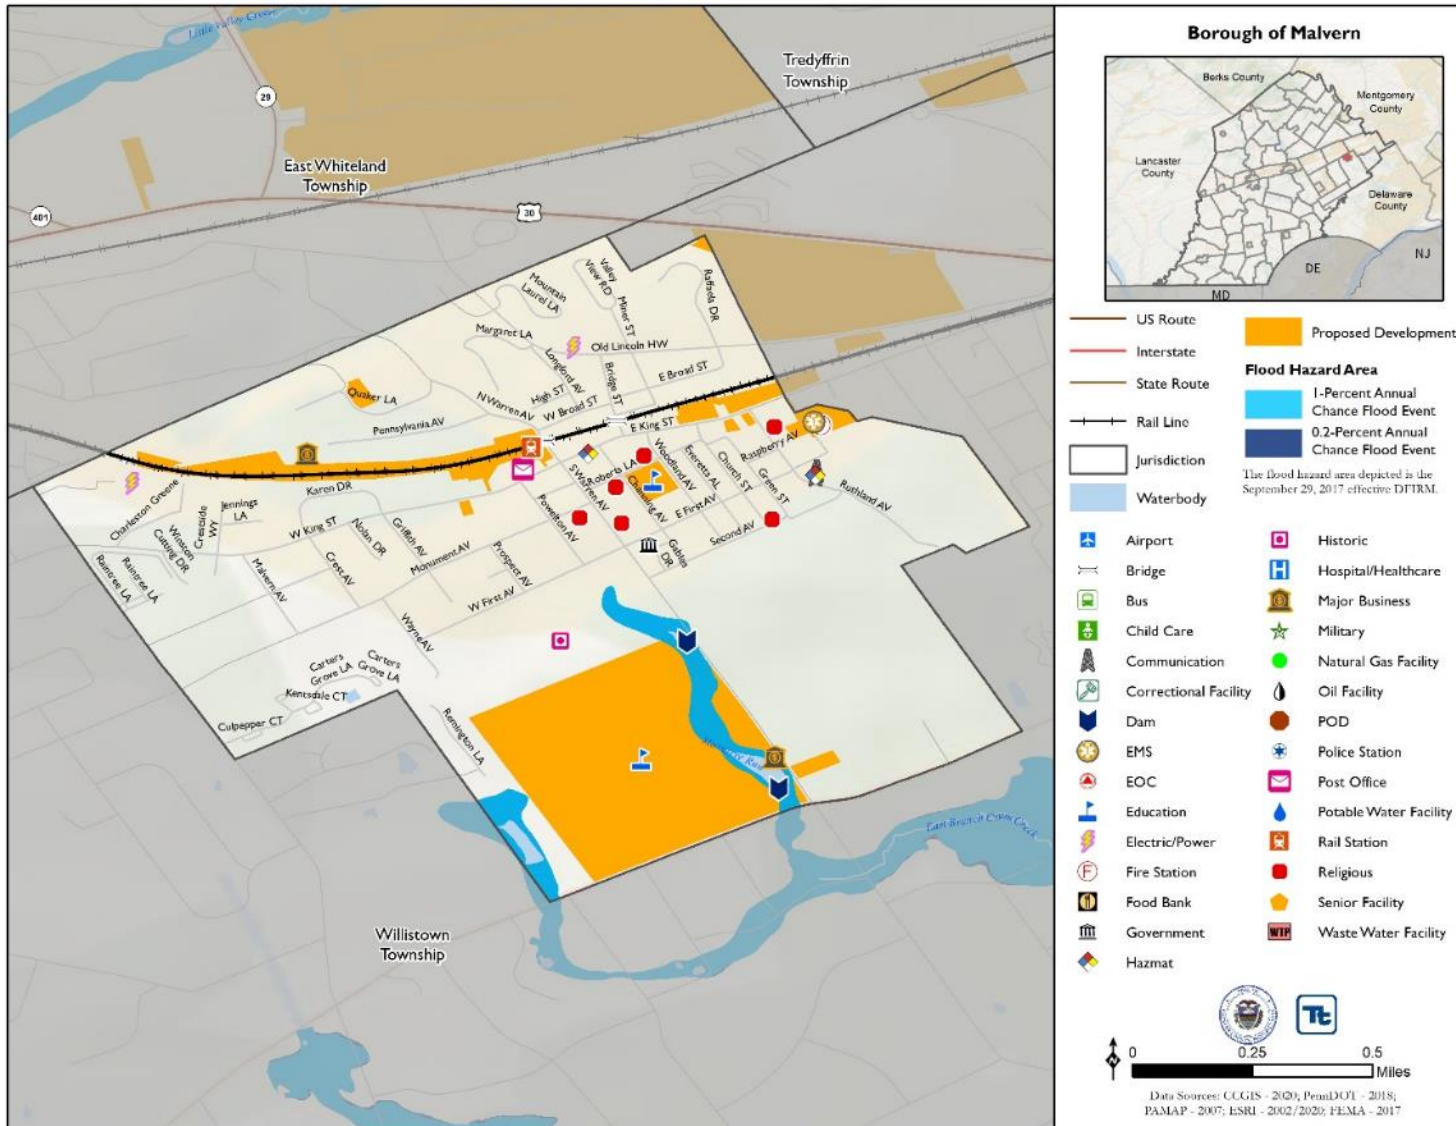 Little Valley Creek
Tredyffrin
Township
29
East Whiteland
Township
401
30
Mountain
Laurel LA
Valley
View RD
Miner ST
Raffaela DR
Margaret LA
Longford AV
Old Lincoln HW
Bridge ST
E Broad ST
High ST
N Warren AV
W Broad ST
Quaker LA
Pennsylvania AV
E King ST
Raspberry AV
Roberts LA
Woodland AV
Everetts AL
Church ST
Green ST
S Warren AV
Channing AV
Ruthland AV
Karen DR
Charleston Greene
Jennings
LA
Cresside
WY
Winston
Cutting DR
Raintree LA
Raintree LA
W King ST
Nolan DR
Griffith AV
Powelton AV
E First AV
Second AV
Gables
DR
Malvern AV
Crest AV
Monument AV
Prospect AV
W First AV
Wayne AV
Carters
Grove LA
Carters
Grove LA
Kentsdale CT
Culpepper CT
Remington LA
East Branch Crum Creek
Willistown
Township
Borough of Malvern
Berks County
Montgomery
County
Lancaster
County
Delaware
County
NJ
DE
MD
US Route
Interstate
State Route
Rail Line
Jurisdiction
Waterbody
Proposed Development
Flood Hazard Area
1-Percent Annual
Chance Flood Event
0.2-Percent Annual
Chance Flood Event
The flood hazard area depicted is the
September 29, 2017 effective DFIRM.
Airport
Bridge
Bus
Child Care
Communication
Correctional Facility
Dam
EMS
EOC
Education
Electric/Power
F Fire Station
Food Bank
Government
Hazmat
Historic
H Hospital/Healthcare
Major Business
Military
Natural Gas Facility
Oil Facility
POD
Police Station
Post Office
Potable Water Facility
Rail Station
Religious
Senior Facility
WTP Waste Water Facility
Tt
N
0 0.25 0.5
Miles
Data Sources: CCGIS - 2020; PennDOT - 2018;
PAMAP - 2007; ESRI - 2002/2020; FEMA - 2017